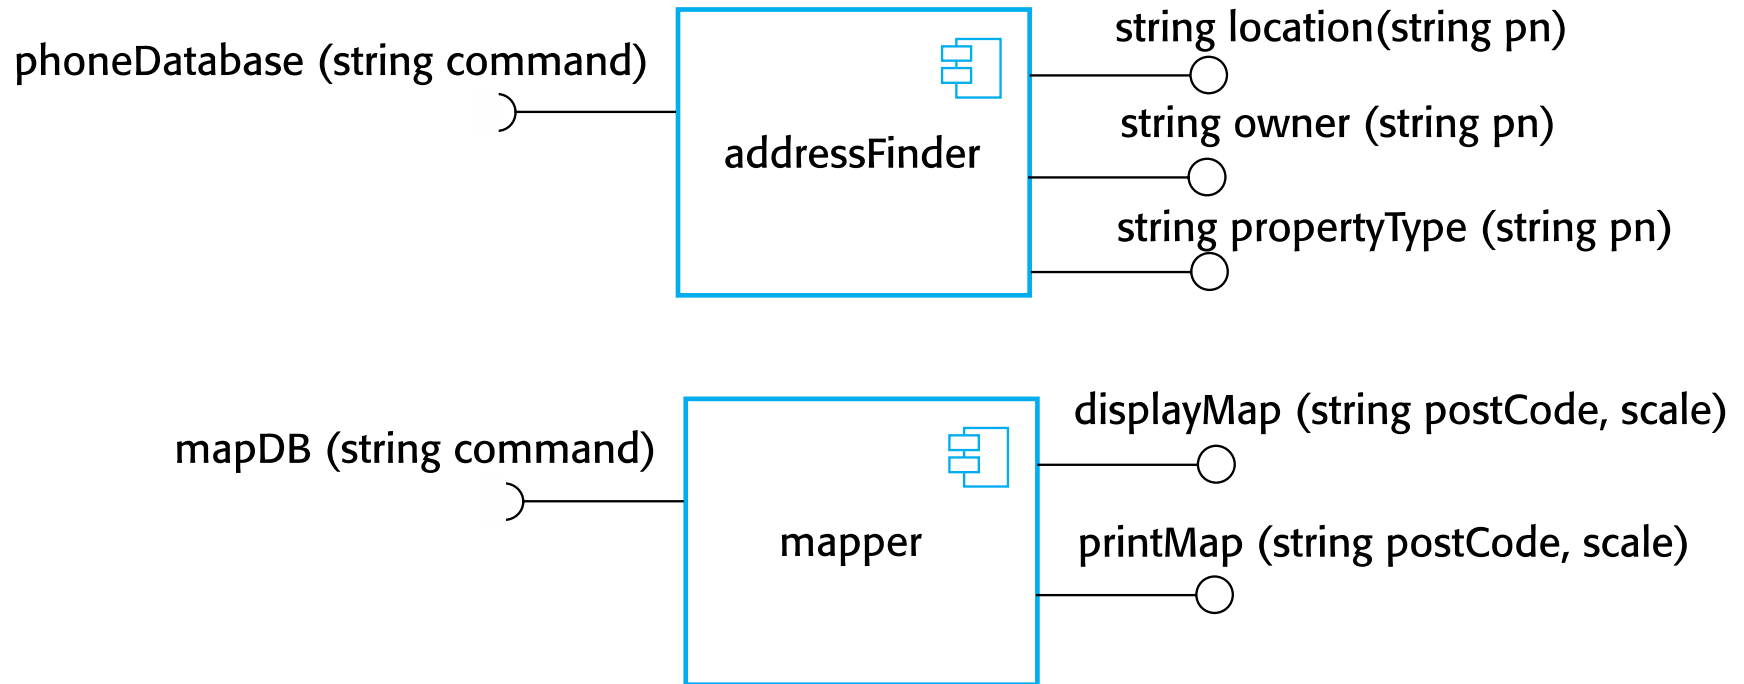 phoneDatabase (string command)
addressFinder
string location(string pn)
string owner (string pn)
string propertyType (string pn)
mapDB (string command)
mapper
displayMap (string postCode, scale)
printMap (string postCode, scale)